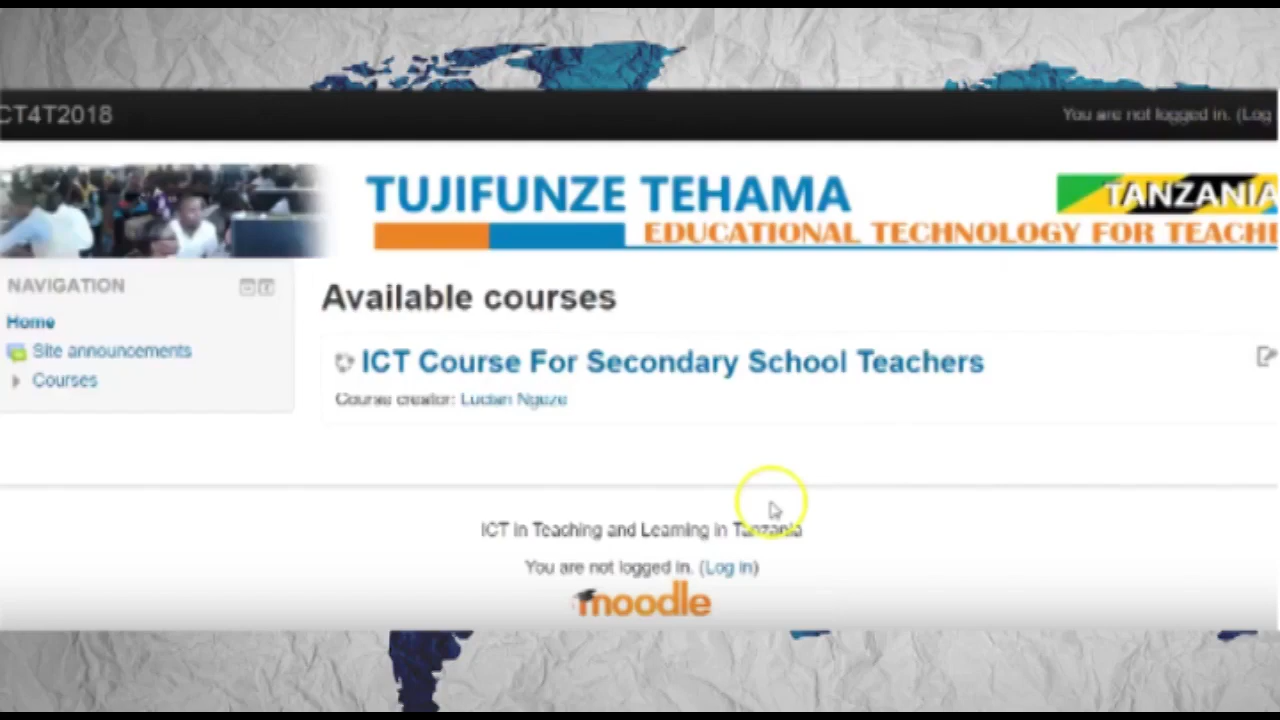 CT4T2018
You are not logged in. (Log
TUJIFUNZE TEHAMA
TANZANIA
EDUCATIONAL TECHNOLOGY FOR TEACHI
NAVIGATION
Home
Site announcements
Courses
Available courses
ICT Course For Secondary School Teachers
Course creator: Lucian Ngeze
ICT in Teaching and Learning in Tanzania
You are not logged in. (Log in)
moodle